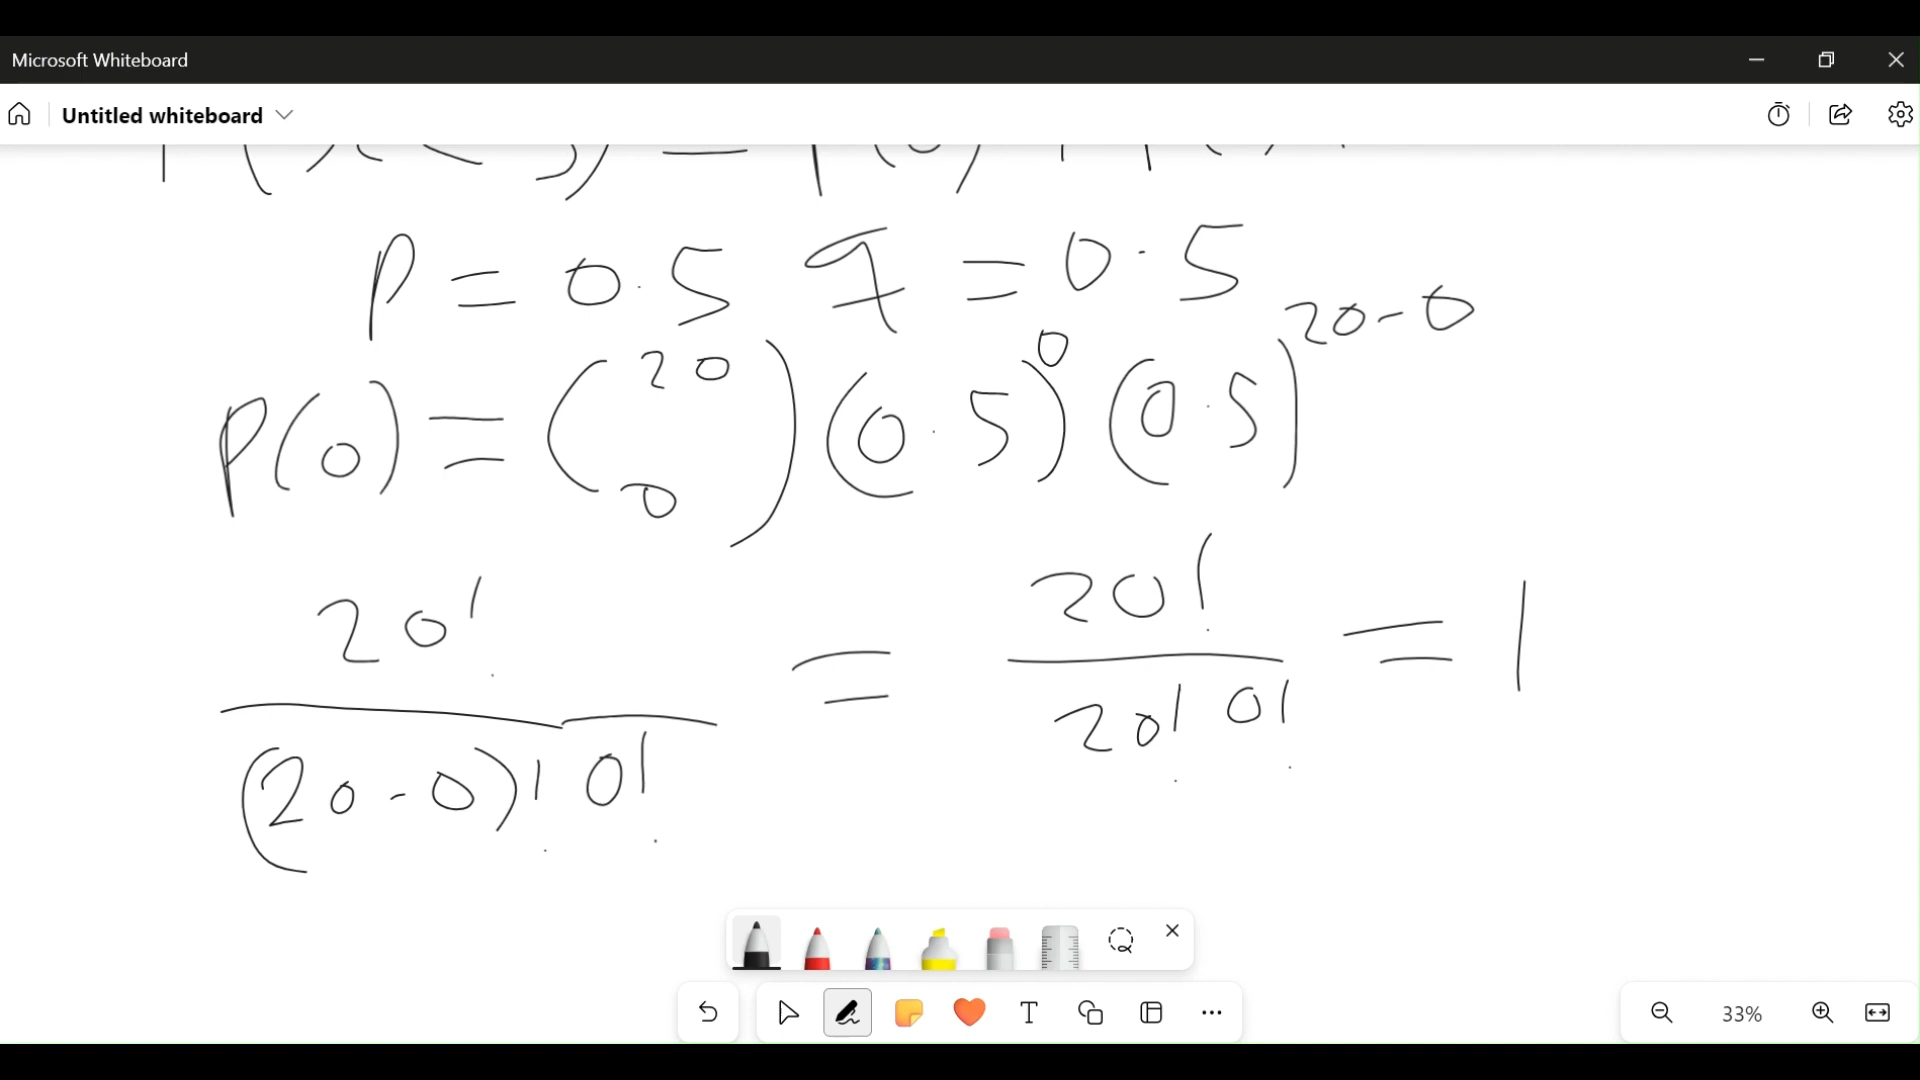 Microsoft Whiteboard
Untitled whiteboard
p = 0.5 q = 0.5
P(0) = (20 0) (0.5)^0 (0.5)^20-0
20! / (20-0)! 0! = 20! / 20! 0! = 1
33%